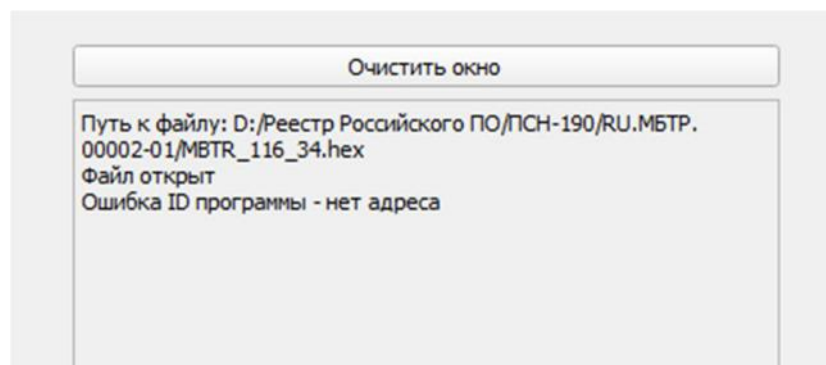 Очистить окно
Путь к файлу: D:/Реестр Российского ПО/ПСН-190/RU.МБТР.
00002-01/MBTR_116_34.hex
Файл открыт
Ошибка ID программы - нет адреса